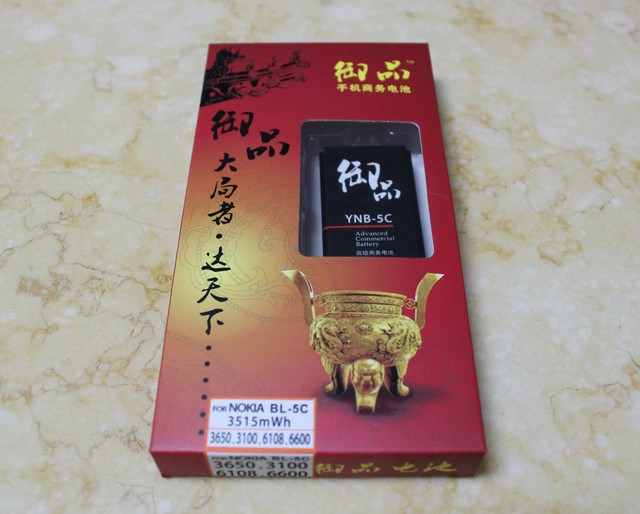 御品™
手机商务电池
御品
大局者·达天下········
御品
YNB-5C
Advanced
Commercial
Battery
高级商务电池
FOR NOKIA BL-5C
3515mWh
3650.3100.6108.6600
FOR NOKIA BL-5C
3650.3100
6108.6600
御品电池